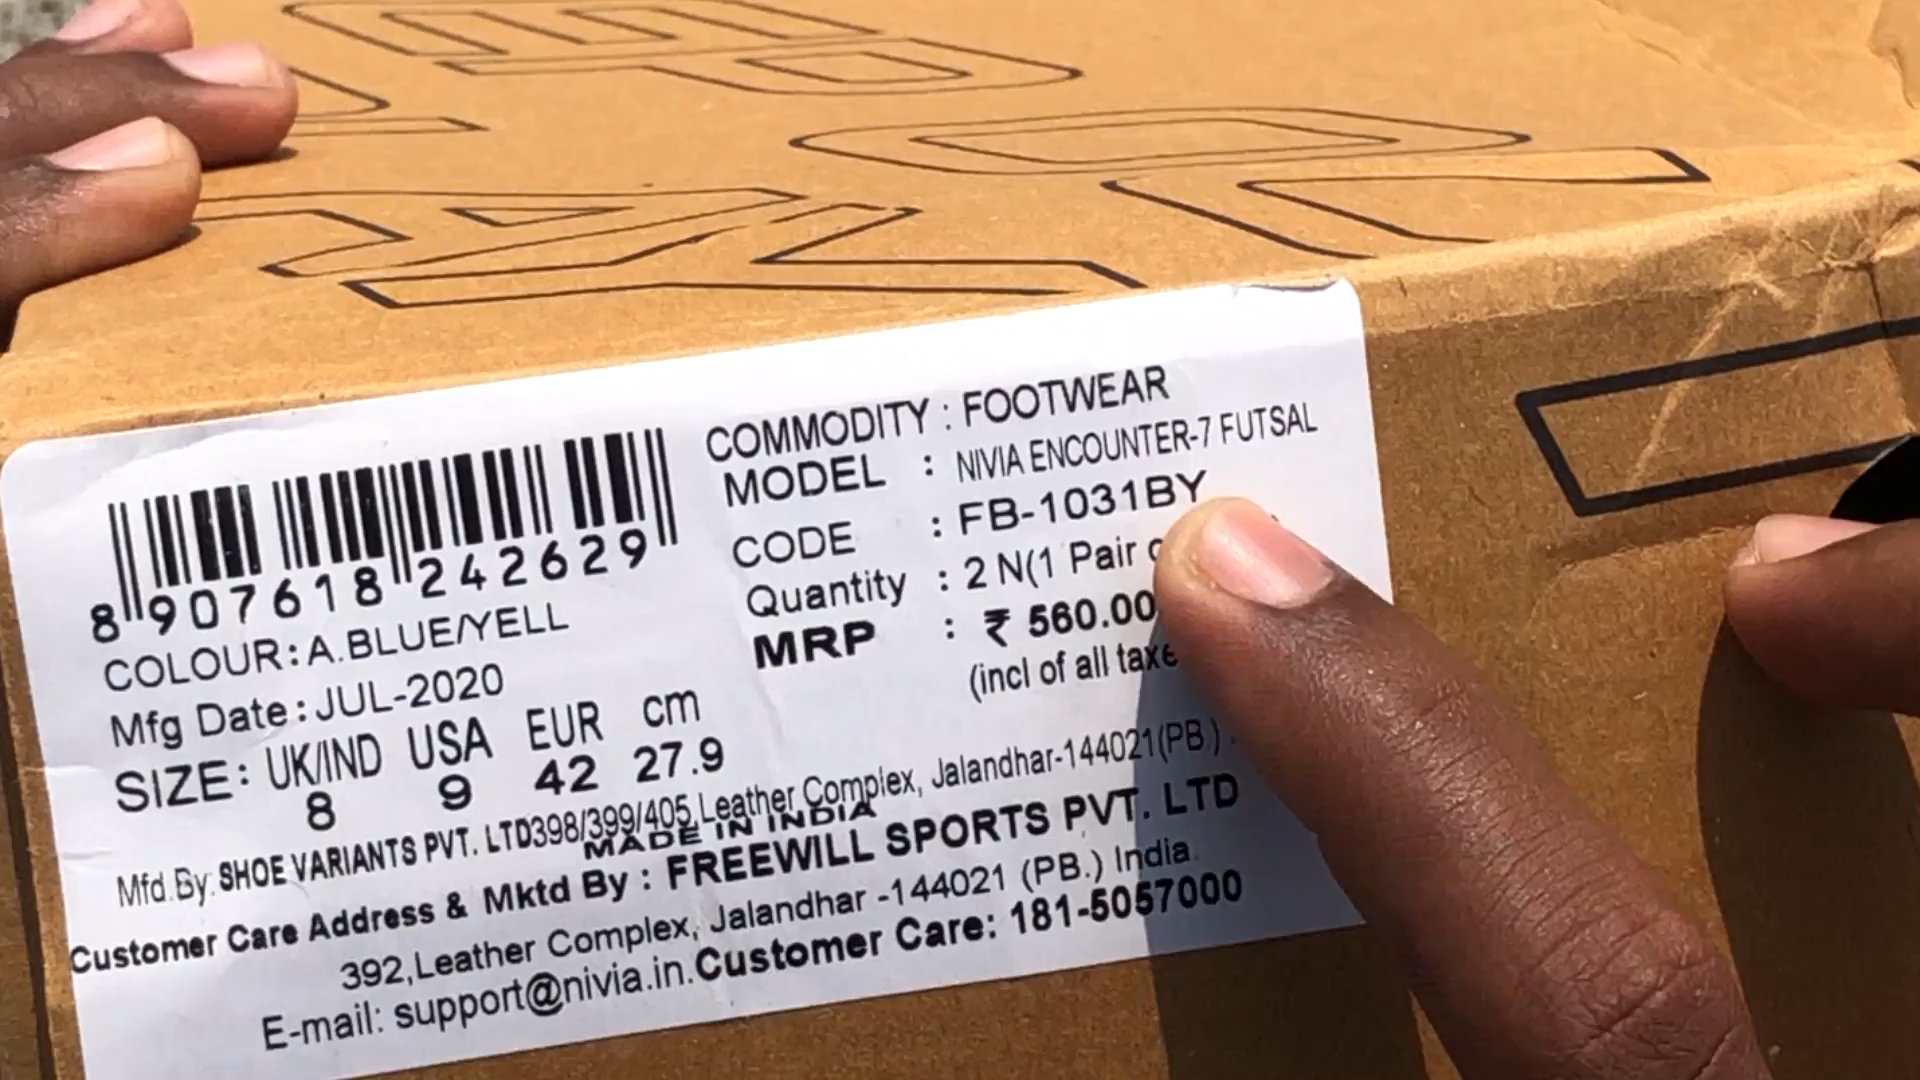 COMMODITY : FOOTWEAR
MODEL : NIVIA ENCOUNTER-7 FUTSAL
CODE : FB-1031BY
Quantity : 2 N(1 Pair
MRP : ₹ 560.00
(incl of all taxe
8 907618 242629
COLOUR:A.BLUE/YELL
Mfg Date:JUL-2020
SIZE: UK/IND USA EUR cm
8 9 42 27.9
Mfd.By: SHOE VARIANTS PVT. LTD398/399/405,Leather Complex, Jalandhar-144021(PB.)
MADE IN INDIA
Customer Care Address & Mktd By : FREEWILL SPORTS PVT. LTD
392,Leather Complex, Jalandhar -144021 (PB.) India.
E-mail: support@nivia.in.Customer Care: 181-5057000